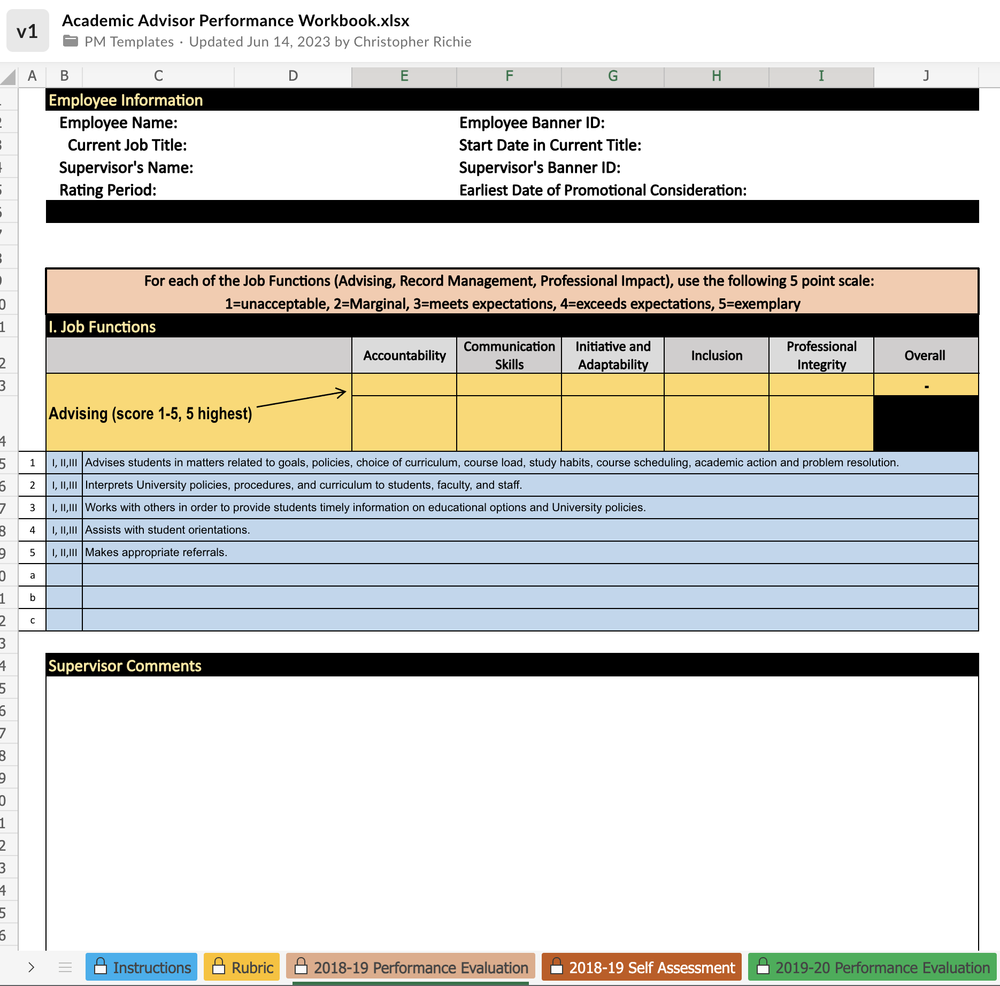 v1
Academic Advisor Performance Workbook.xlsx
PM Templates · Updated Jun 14, 2023 by Christopher Richie
A B C D E F G H I J
Employee Information
Employee Name: Employee Banner ID:
Current Job Title: Start Date in Current Title:
Supervisor's Name: Supervisor's Banner ID:
Rating Period: Earliest Date of Promotional Consideration:
For each of the Job Functions (Advising, Record Management, Professional Impact), use the following 5 point scale:
1=unacceptable, 2=Marginal, 3=meets expectations, 4=exceeds expectations, 5=exemplary
I. Job Functions
Accountability Communication Skills Initiative and Adaptability Inclusion Professional Integrity Overall
-
Advising (score 1-5, 5 highest)
1 I, II,III Advises students in matters related to goals, policies, choice of curriculum, course load, study habits, course scheduling, academic action and problem resolution.
2 I, II,III Interprets University policies, procedures, and curriculum to students, faculty, and staff.
3 I, II,III Works with others in order to provide students timely information on educational options and University policies.
4 I, II,III Assists with student orientations.
5 I, II,III Makes appropriate referrals.
a
b
c
Supervisor Comments
Instructions Rubric 2018-19 Performance Evaluation 2018-19 Self Assessment 2019-20 Performance Evaluation